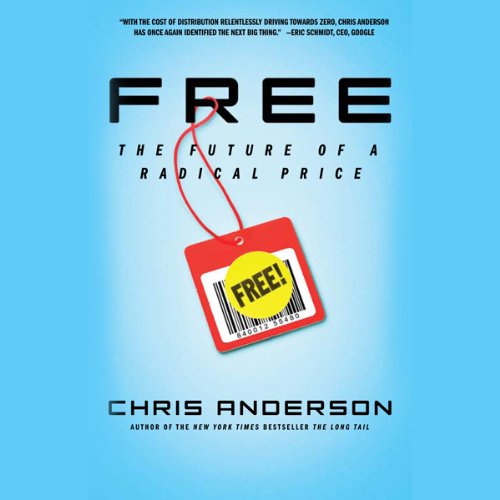 "WITH THE COST OF DISTRIBUTION RELENTLESSLY DRIVING TOWARDS ZERO, CHRIS ANDERSON
HAS ONCE AGAIN IDENTIFIED THE NEXT BIG THING." —ERIC SCHMIDT, CEO, GOOGLE
FREE
THE FUTURE OF A
RADICAL PRICE
FREE!
840012 55450
CHRIS ANDERSON
AUTHOR OF THE NEW YORK TIMES BESTSELLER THE LONG TAIL